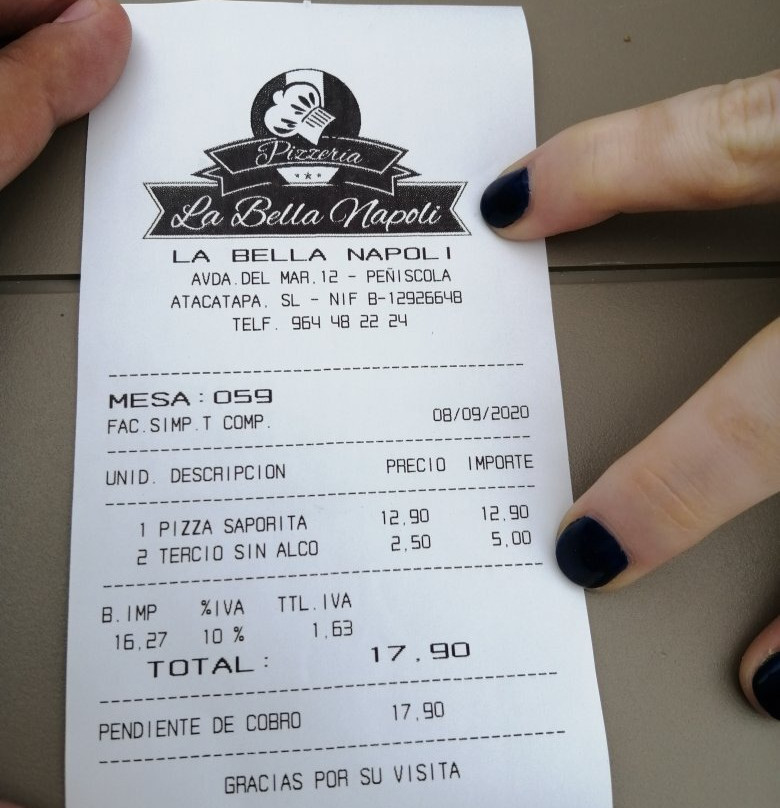 Pizzería
La Bella Napoli
LA BELLA NAPOLI
AVDA.DEL MAR,12 - PEÑISCOLA
ATACATAPA, SL - NIF B-12926648
TELF. 964 48 22 24
MESA:059
FAC.SIMP.T COMP. 08/09/2020
UNID. DESCRIPCION PRECIO IMPORTE
1 PIZZA SAPORITA 12,90 12,90
2 TERCIO SIN ALCO 2,50 5,00
B.IMP %IVA TTL.IVA
16,27 10 % 1,63
TOTAL: 17,90
PENDIENTE DE COBRO 17,90
GRACIAS POR SU VISITA